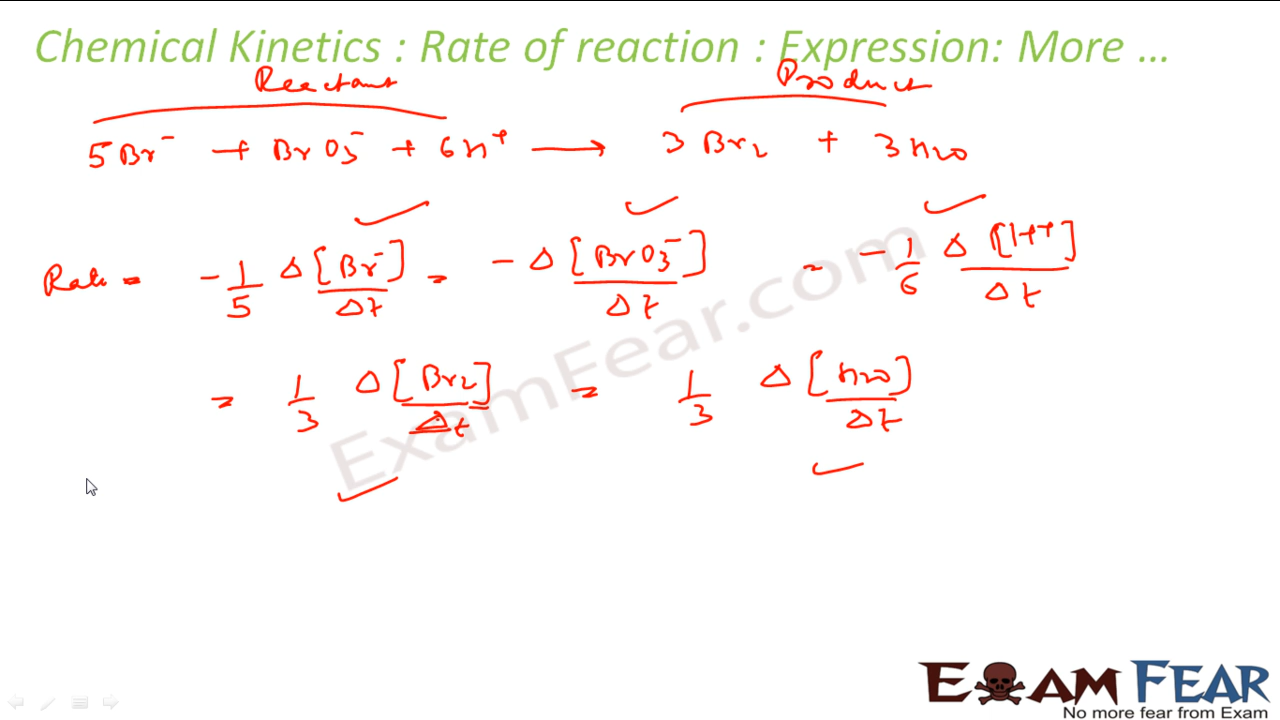 Chemical Kinetics : Rate of reaction : Expression: More ...
Reactant Product
5Br⁻ + BrO3⁻ + 6H⁺ ⟶ 3Br2 + 3H2O
Rate = -1/5 Δ[Br⁻]/Δt = -Δ[BrO3⁻]/Δt = -1/6 Δ[H⁺]/Δt
= 1/3 Δ[Br2]/Δt = 1/3 Δ[H2O]/Δt
ExamFear.com
EXAM FEAR
No more fear from Exam